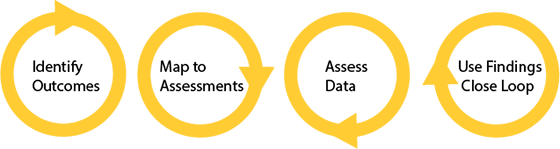 Identify
Outcomes
Map to
Assessments
Assess
Data
Use Findings
Close Loop